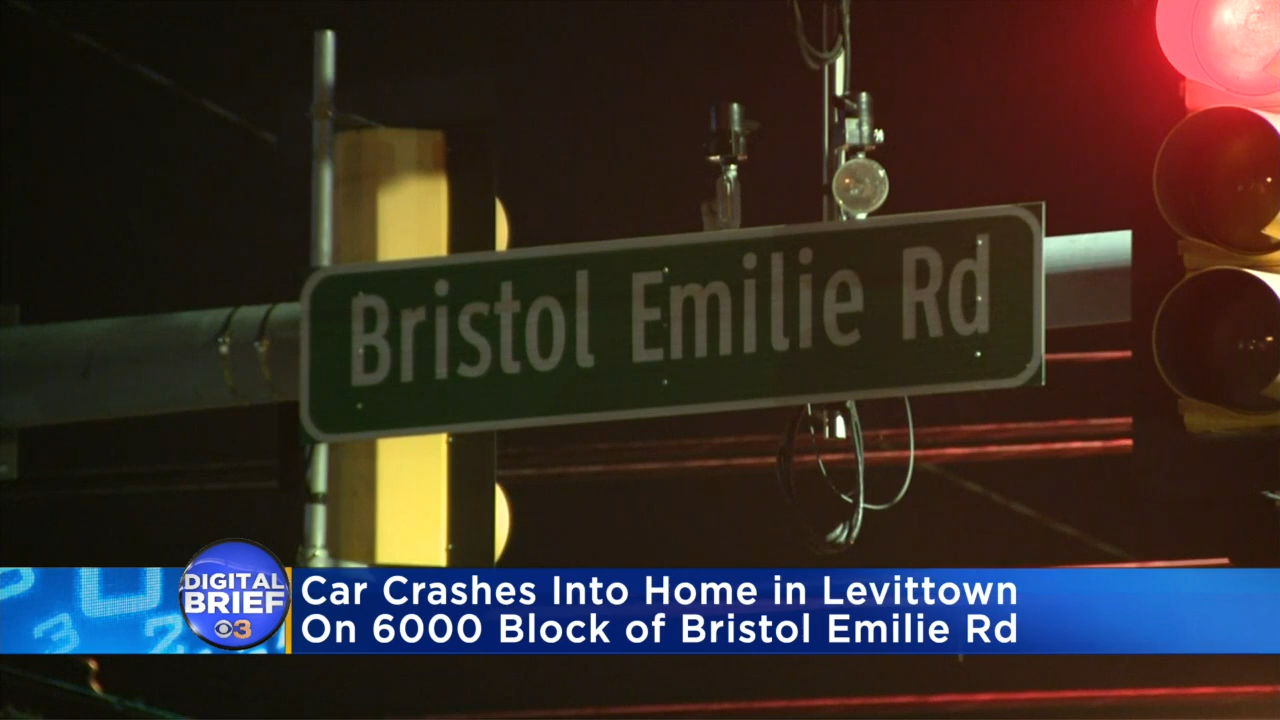 Bristol Emilie Rd
DIGITAL
BRIEF
3
Car Crashes Into Home in Levittown
On 6000 Block of Bristol Emilie Rd